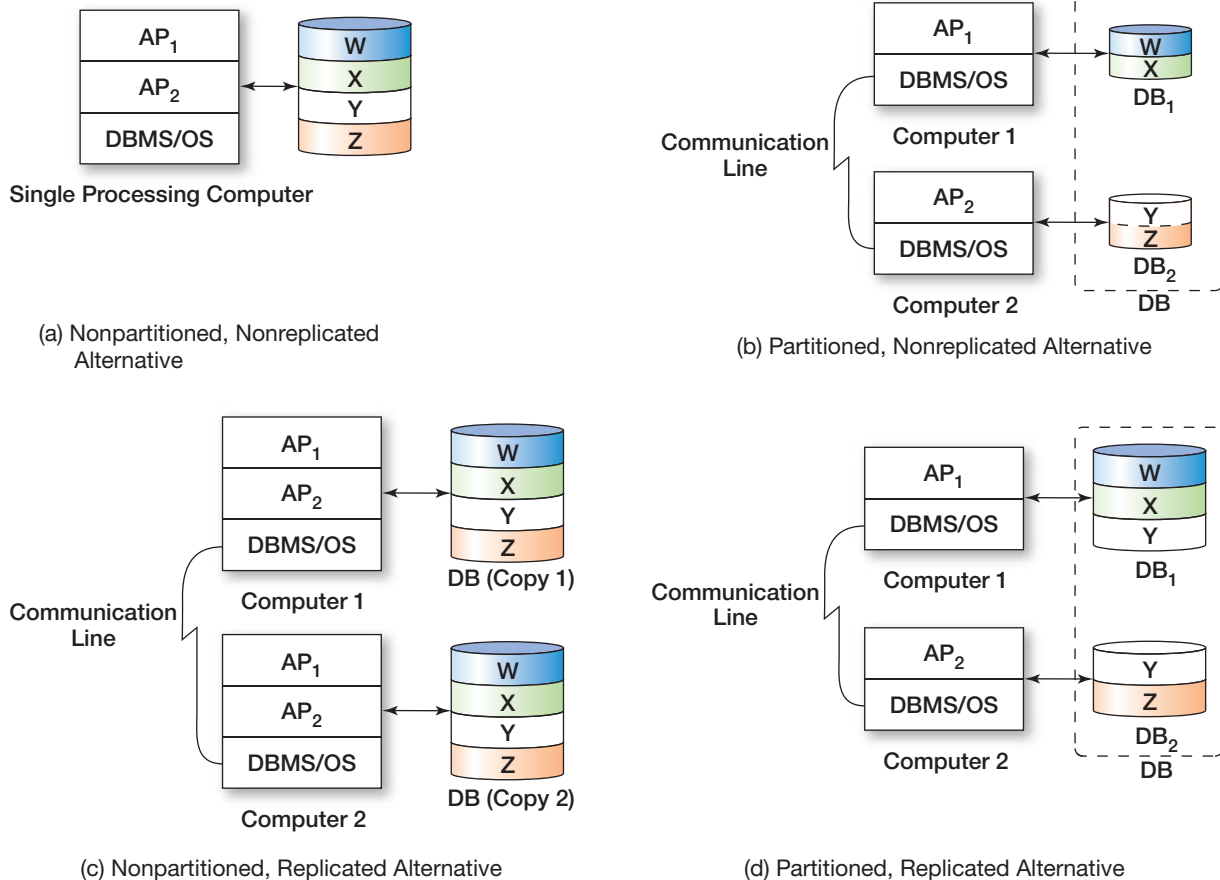 AP1
AP2
DBMS/OS
W
X
Y
Z
Single Processing Computer
(a) Nonpartitioned, Nonreplicated
Alternative
AP1
DBMS/OS
Computer 1
W
X
DB1
Communication
Line
AP2
DBMS/OS
Computer 2
Y
Z
DB2
DB
(b) Partitioned, Nonreplicated Alternative
AP1
AP2
DBMS/OS
Computer 1
W
X
Y
Z
DB (Copy 1)
Communication
Line
AP1
AP2
DBMS/OS
Computer 2
W
X
Y
Z
DB (Copy 2)
(c) Nonpartitioned, Replicated Alternative
AP1
DBMS/OS
Computer 1
W
X
Y
DB1
Communication
Line
AP2
DBMS/OS
Computer 2
Y
Z
DB2
DB
(d) Partitioned, Replicated Alternative